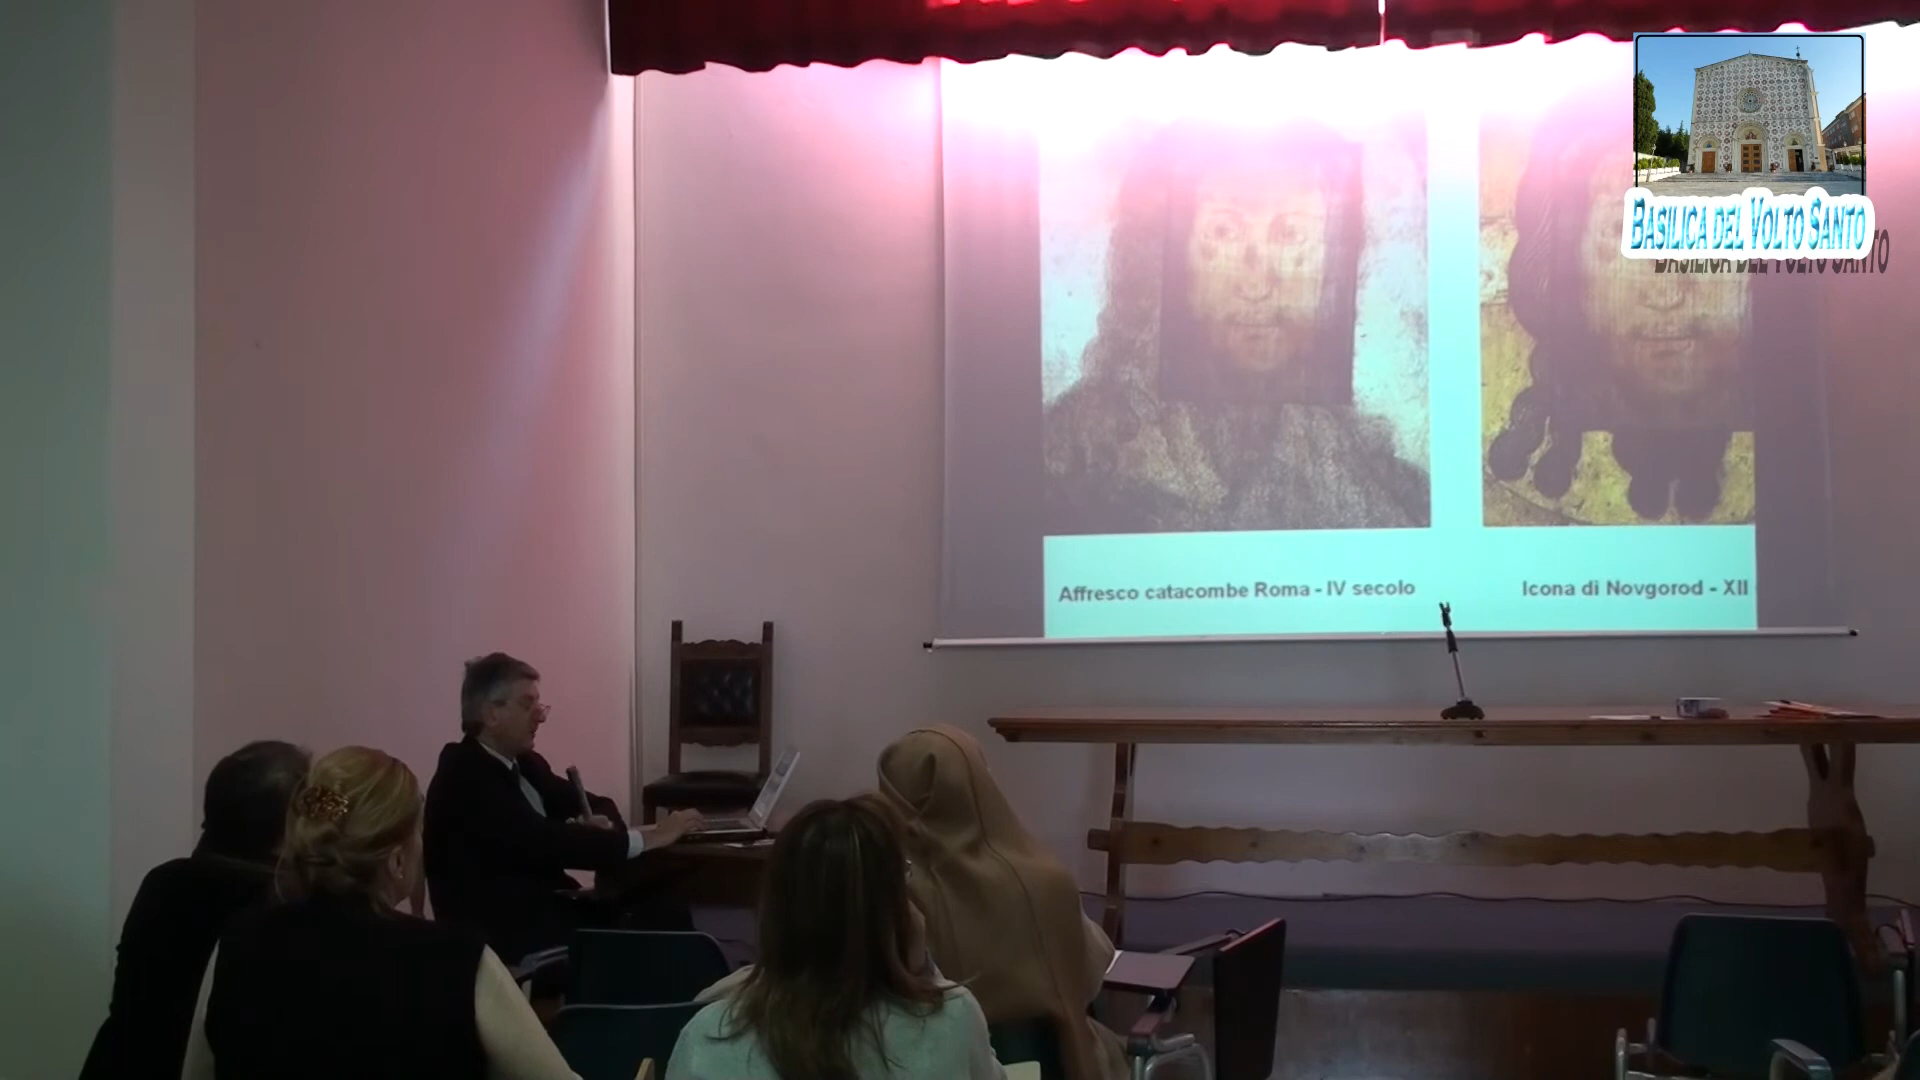 BASILICA DEL VOLTO SANTO
Affresco catacombe Roma - IV secolo
Icona di Novgorod - XII